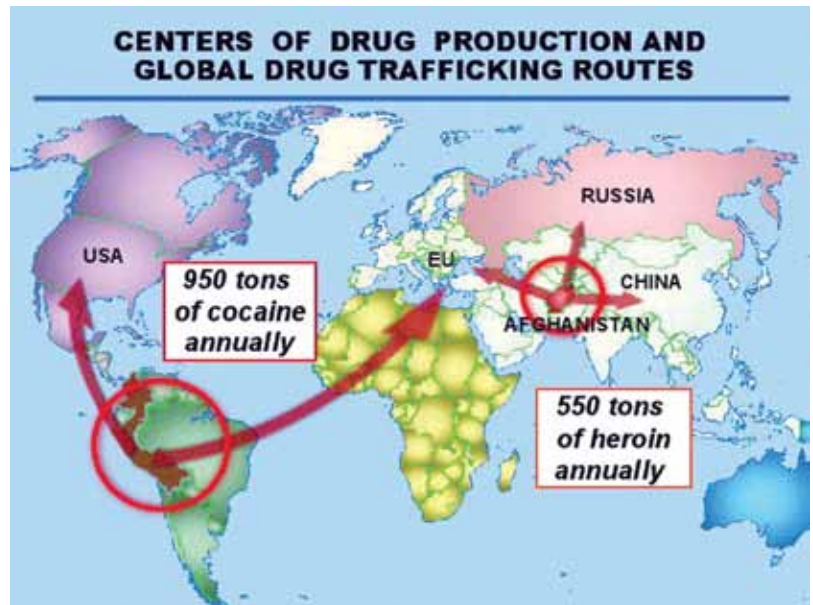 CENTERS OF DRUG PRODUCTION AND
GLOBAL DRUG TRAFFICKING ROUTES
RUSSIA
USA
EU
CHINA
950 tons
of cocaine
annually
AFGHANISTAN
550 tons
of heroin
annually